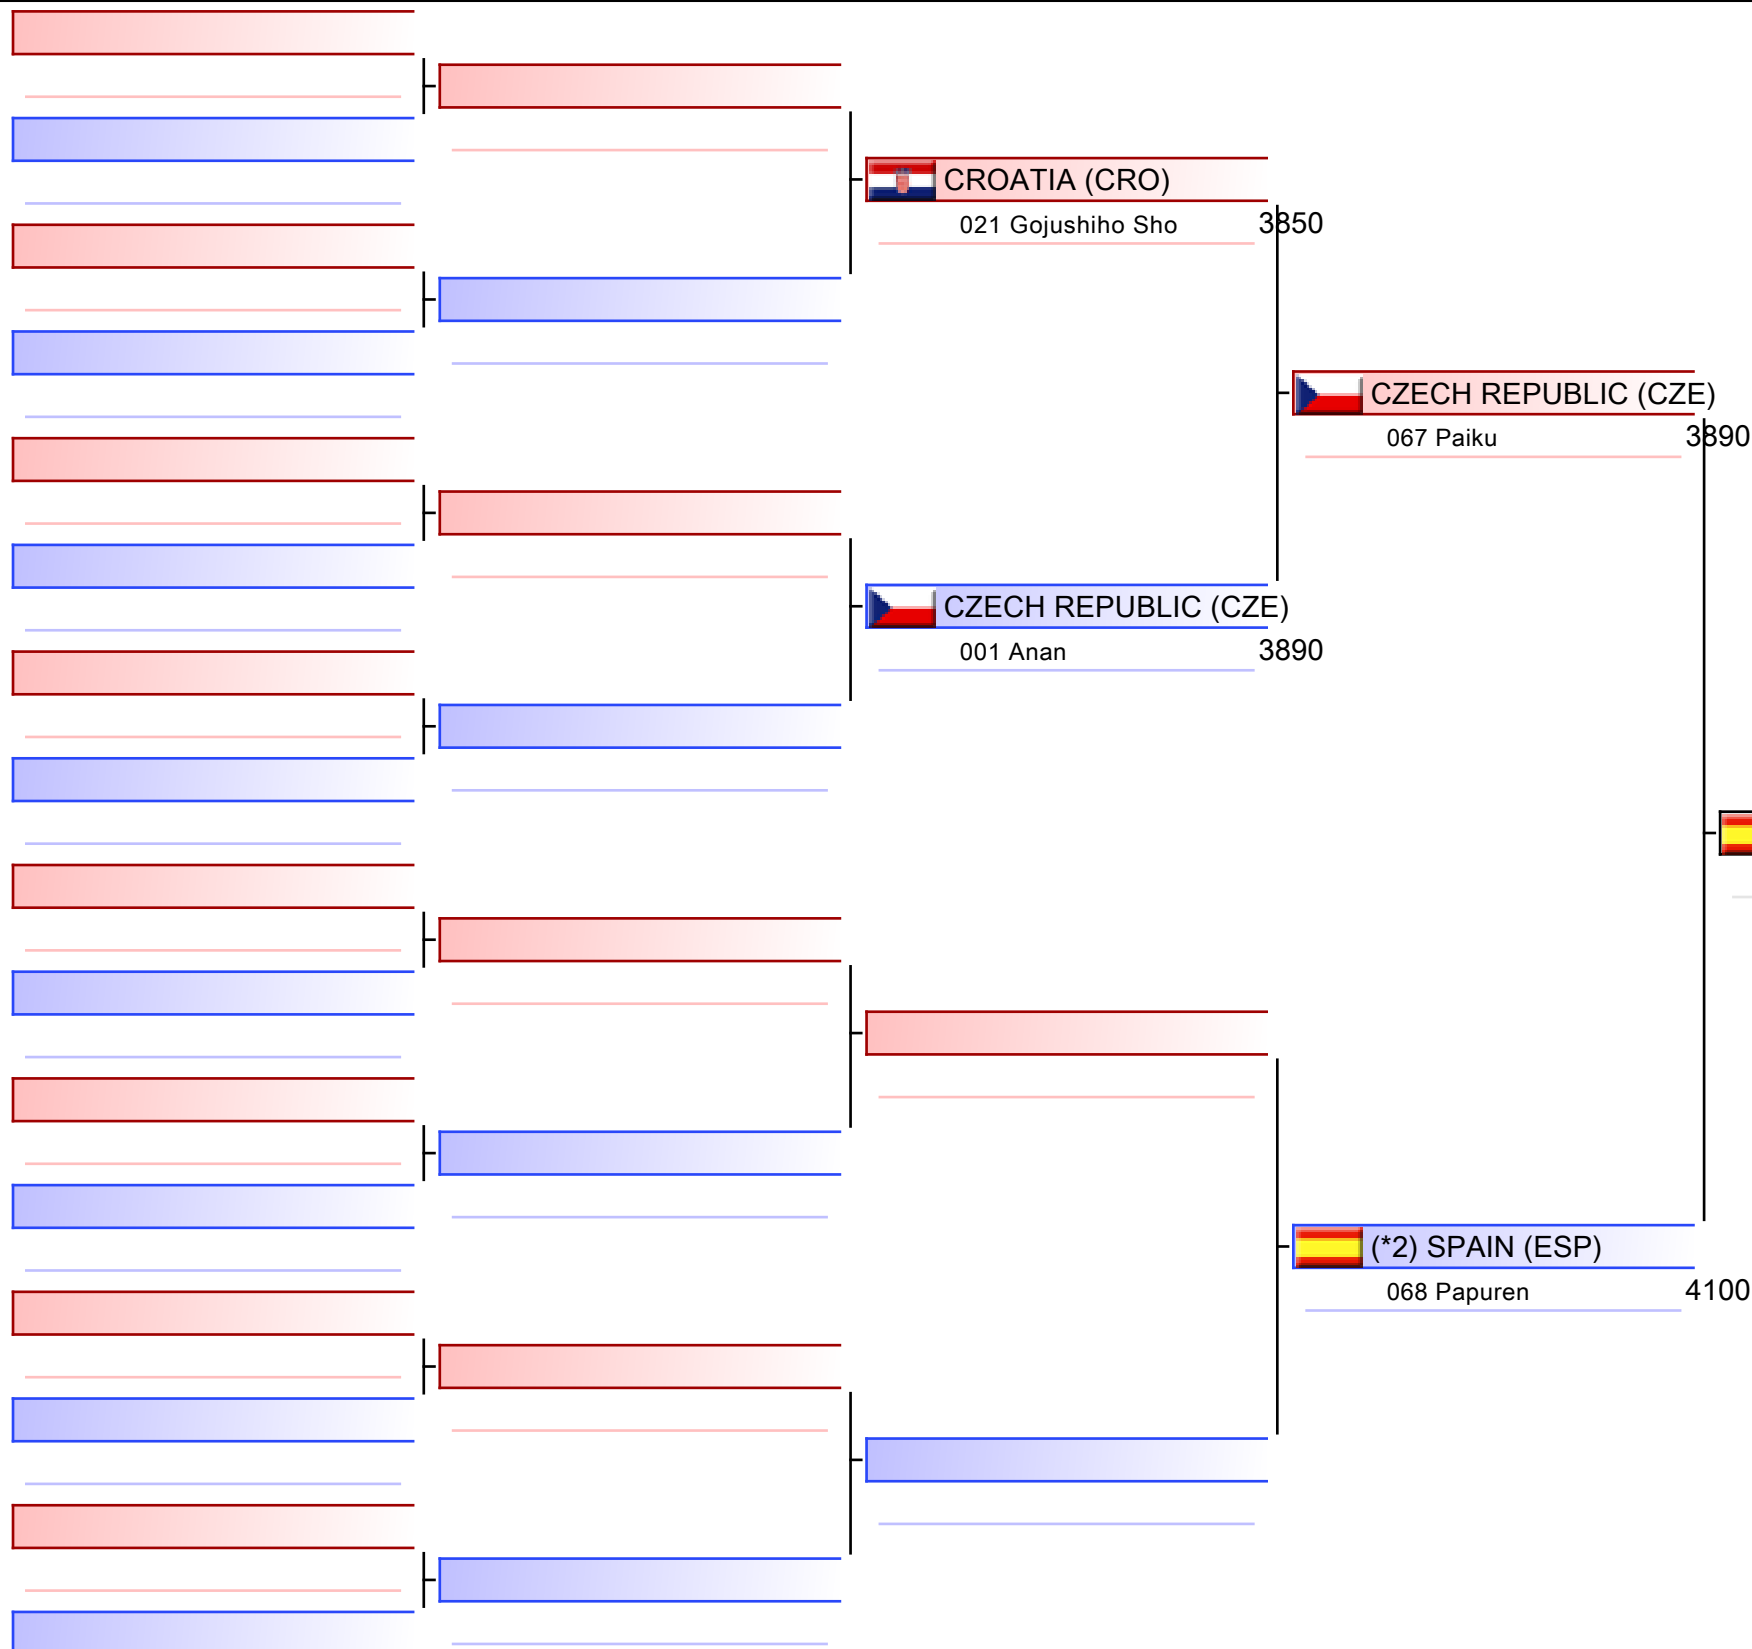 CROATIA (CRO)
021 Gojushiho Sho 3850
CZECH REPUBLIC (CZE)
067 Paiku 3890
CZECH REPUBLIC (CZE)
001 Anan 3890
(*2) SPAIN (ESP)
068 Papuren 4100